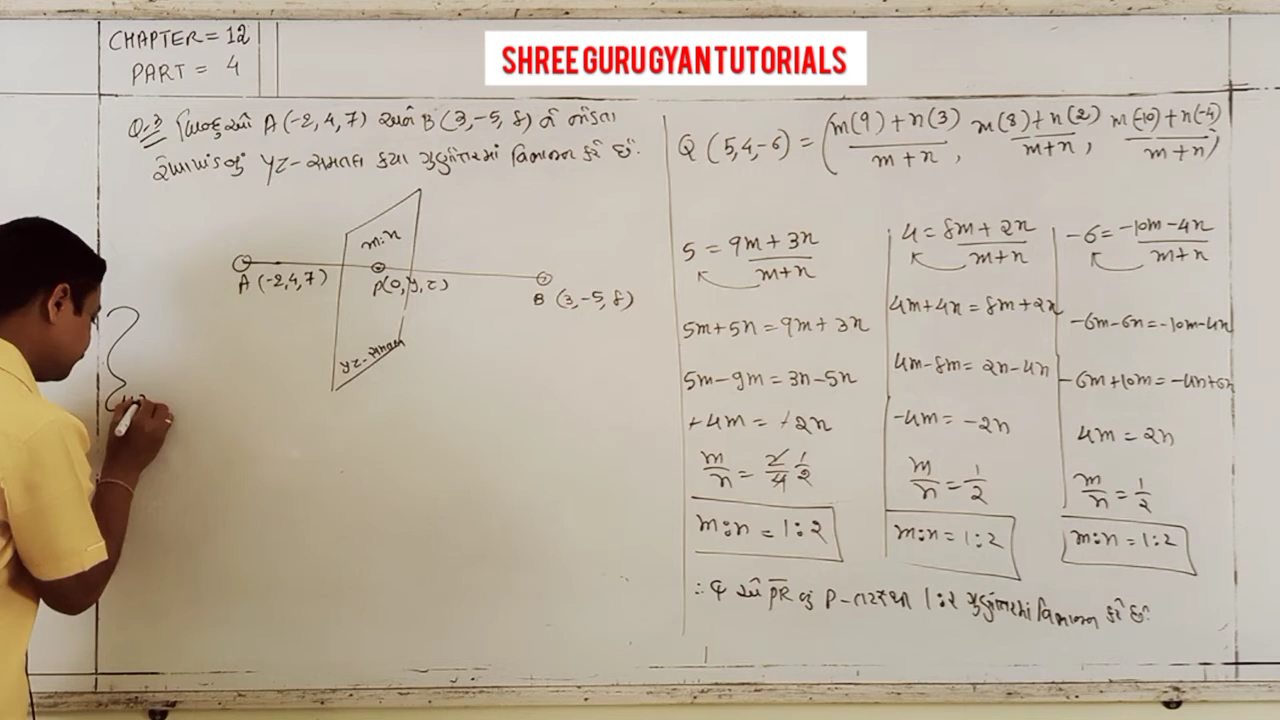 CHAPTER = 12
PART = 4
SHREE GURU GYAN TUTORIALS
Q.3 બિંદુઓ A (-2, 4, 7) અને B (3, -5, 8) ને જોડતા
રેખાખંડનું YZ-સમતલ કયા ગુણોત્તરમાં વિભાજન કરે છે.
m:n
A (-2,4,7)
P(0, y, z)
B (3, -5, 8)
YZ-સમતલ
Q (5, 4, -6) = ( m(9) + n(3) / m+n , m(8) + n(2) / m+n , m(-10) + n(-4) / m+n )
5 = 9m + 3n / m+n
5m + 5n = 9m + 3n
5m - 9m = 3n - 5n
-4m = -2n
m/n = 2/4 1/2
m:n = 1:2
4 = 8m + 2n / m+n
4m + 4n = 8m + 2n
4m - 8m = 2n - 4n
-4m = -2n
m/n = 1/2
m:n = 1:2
-6 = -10m - 4n / m+n
-6m - 6n = -10m - 4n
-6m + 10m = -4n + 6n
4m = 2n
m/n = 1/2
m:n = 1:2
∴ Q એ PR નું P-તરફથી 1:2 ગુણોત્તરમાં વિભાજન કરે છે.